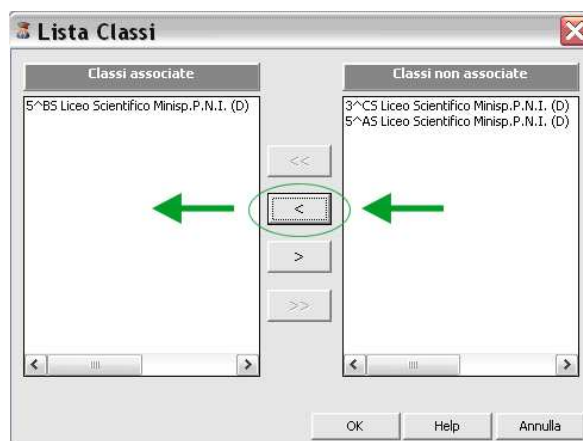 Lista Classi
Classi associate
Classi non associate
5^BS Liceo Scientifico Minisp.P.N.I. (D)
3^CS Liceo Scientifico Minisp.P.N.I. (D)
5^AS Liceo Scientifico Minisp.P.N.I. (D)
<<
<
>
>>
OK
Help
Annulla